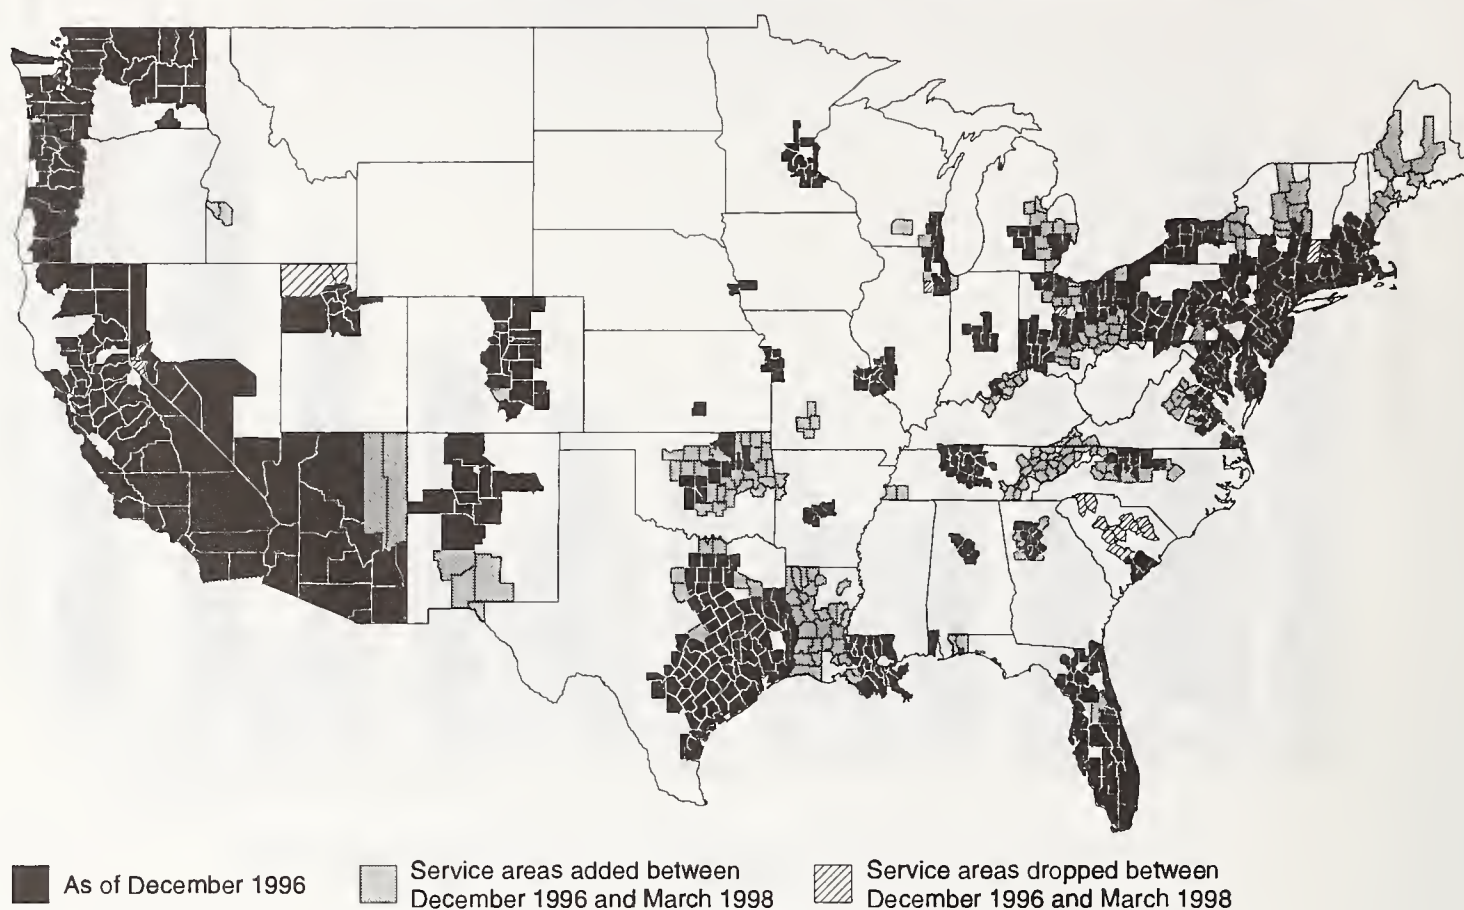 As of December 1996
Service areas added between
December 1996 and March 1998
Service areas dropped between
December 1996 and March 1998